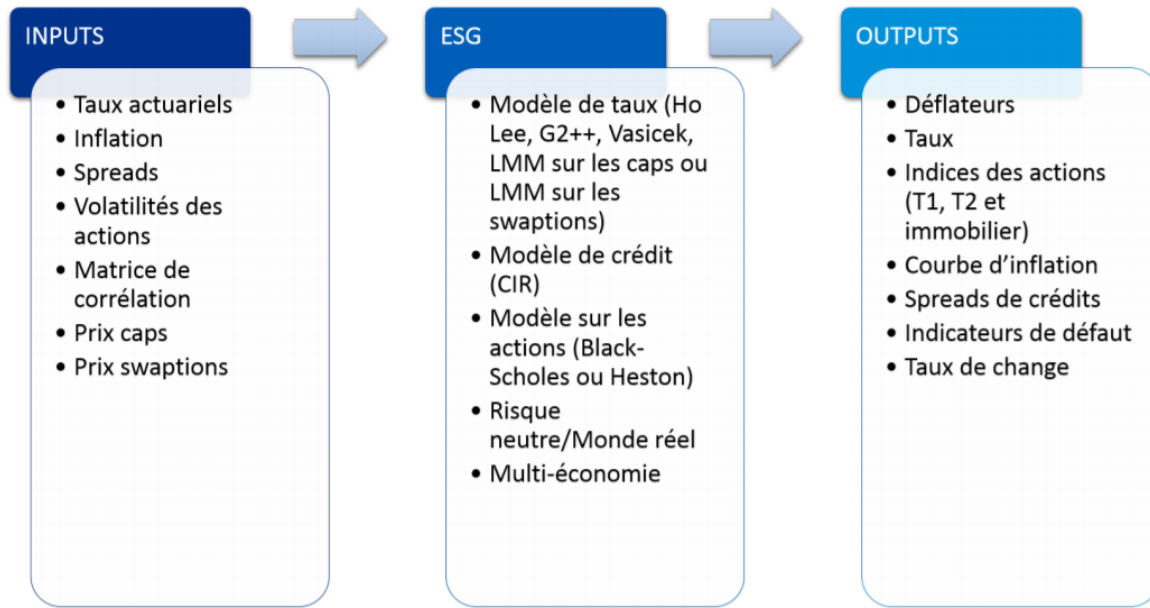 INPUTS
• Taux actuariels
• Inflation
• Spreads
• Volatilités des
actions
• Matrice de
corrélation
• Prix caps
• Prix swaptions
ESG
• Modèle de taux (Ho
Lee, G2++, Vasicek,
LMM sur les caps ou
LMM sur les
swaptions)
• Modèle de crédit
(CIR)
• Modèle sur les
actions (Black-
Scholes ou Heston)
• Risque
neutre/Monde réel
• Multi-économie
OUTPUTS
• Déflateurs
• Taux
• Indices des actions
(T1, T2 et
immobilier)
• Courbe d’inflation
• Spreads de crédits
• Indicateurs de défaut
• Taux de change